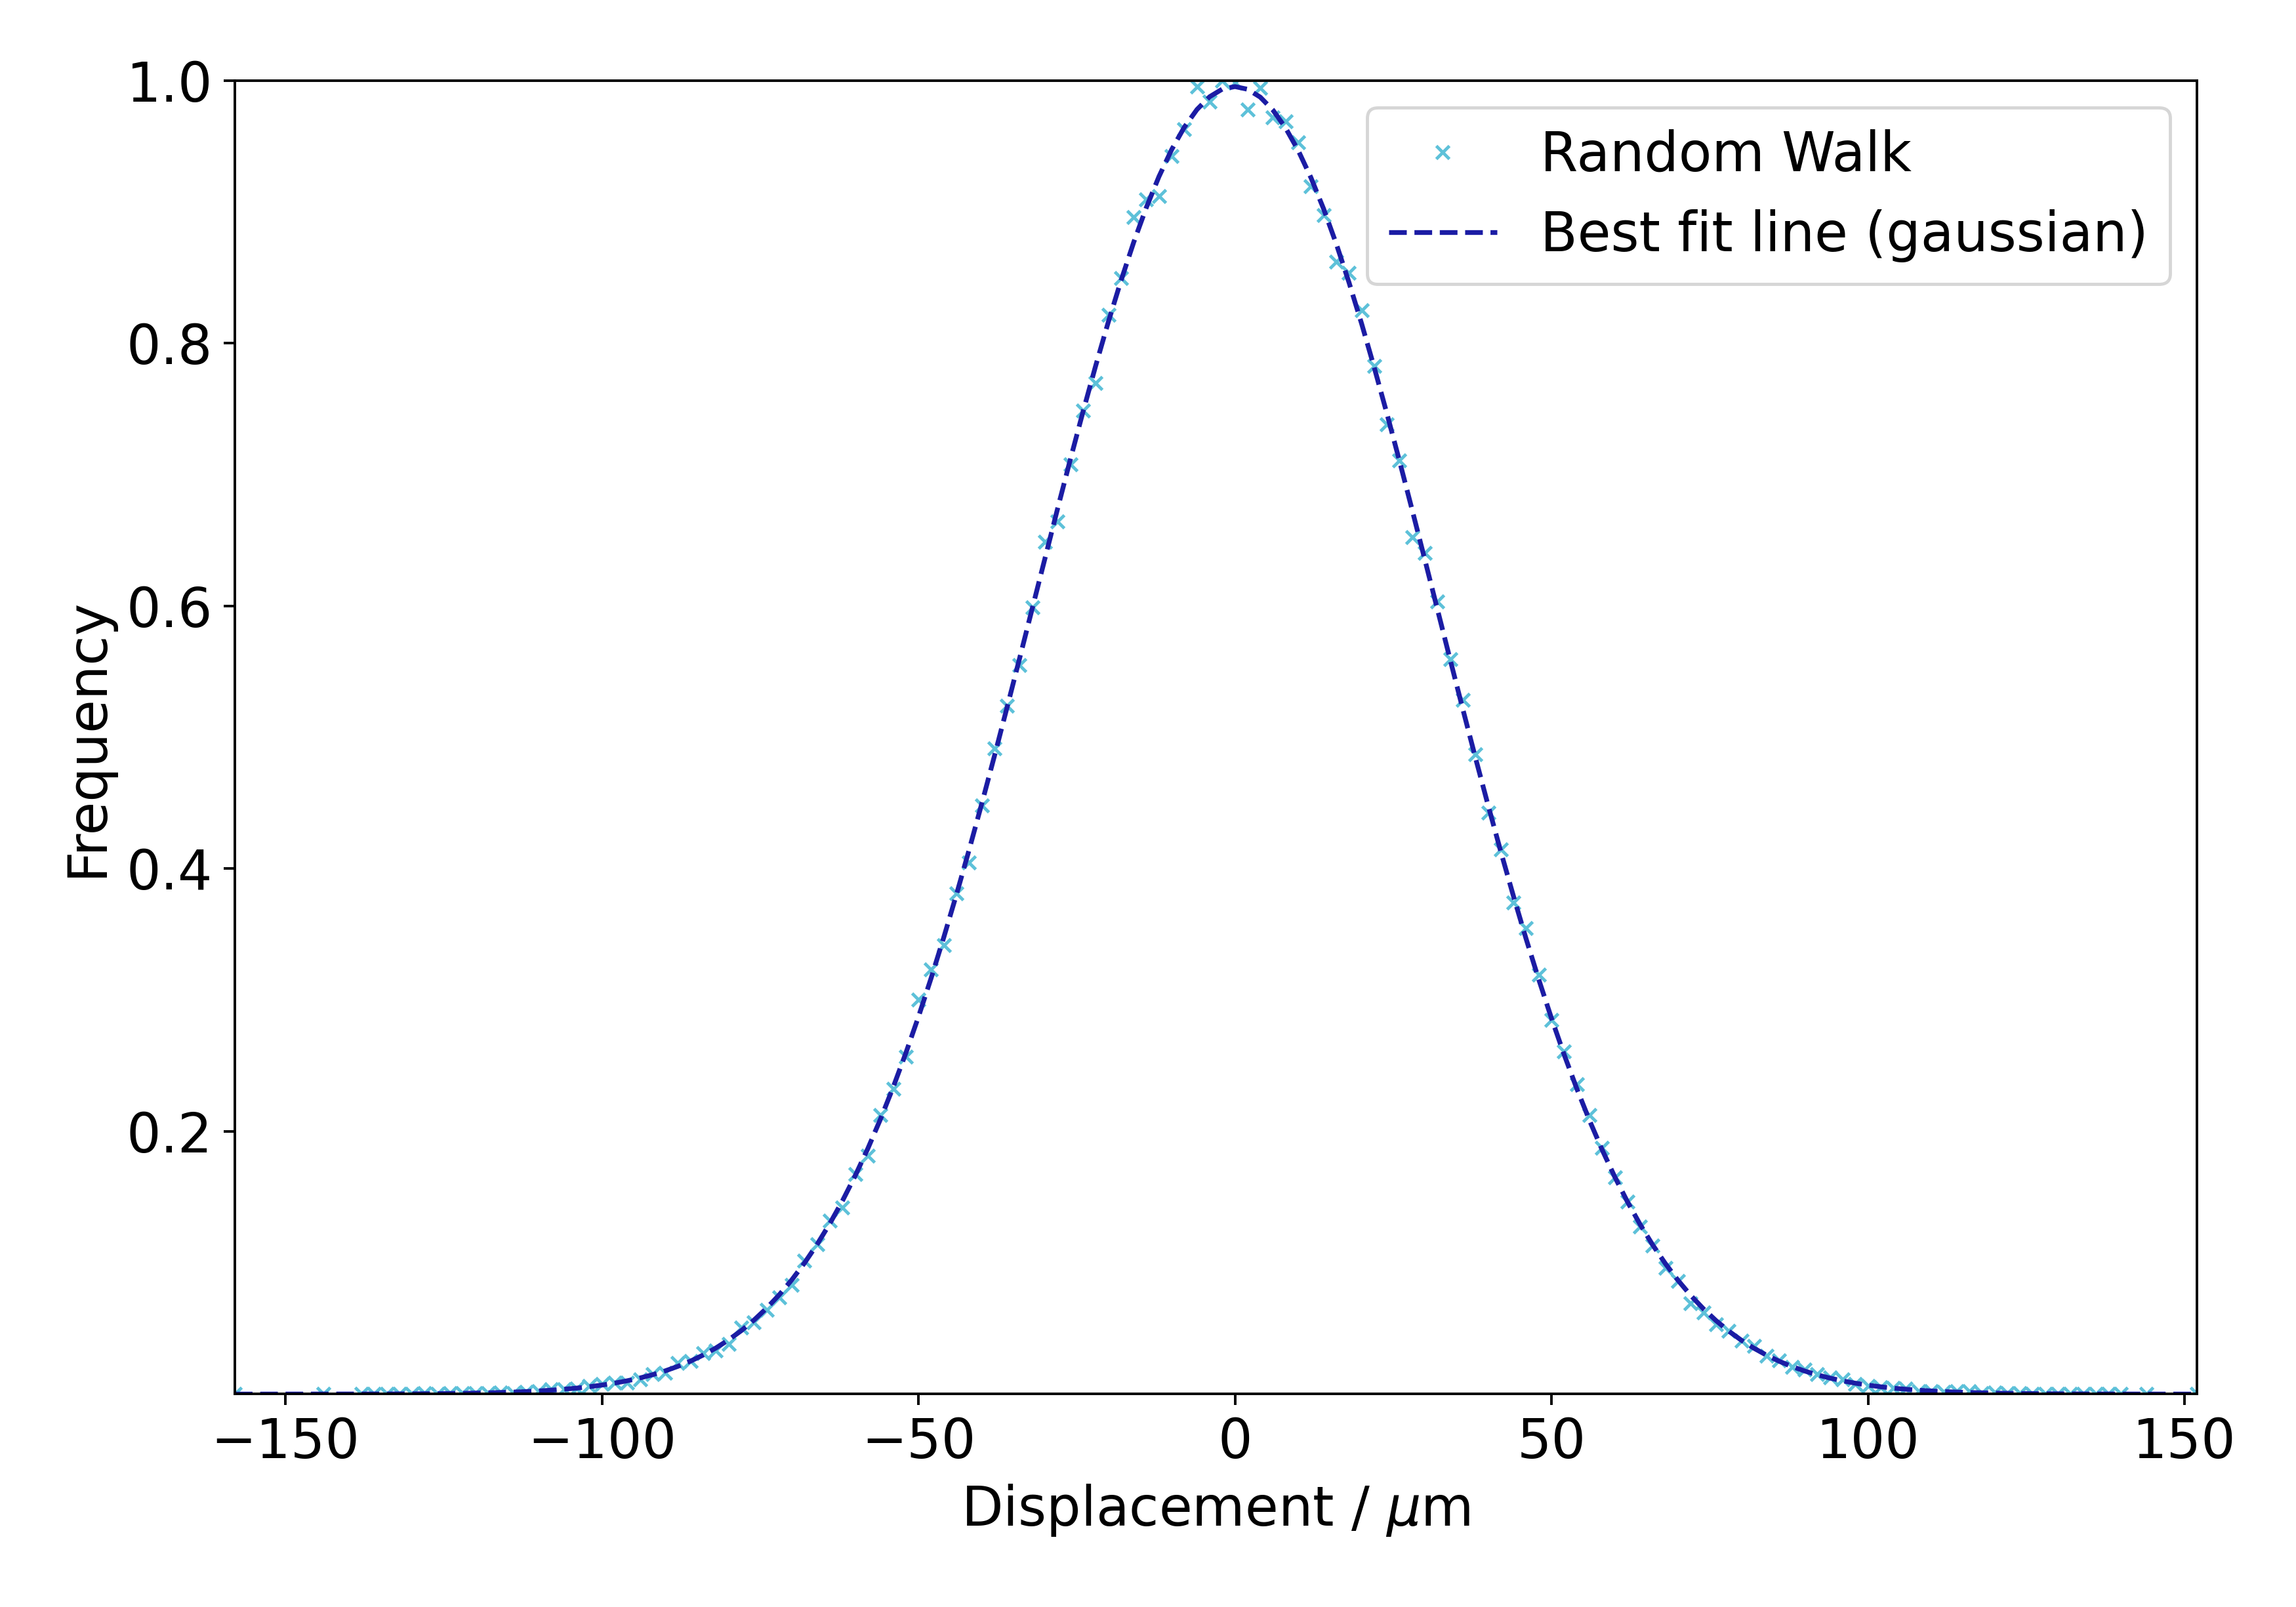 1.0
0.8
0.6
0.4
0.2
Frequency
Random Walk
Best fit line (gaussian)
−150 −100 −50 0 50 100 150
Displacement / μm